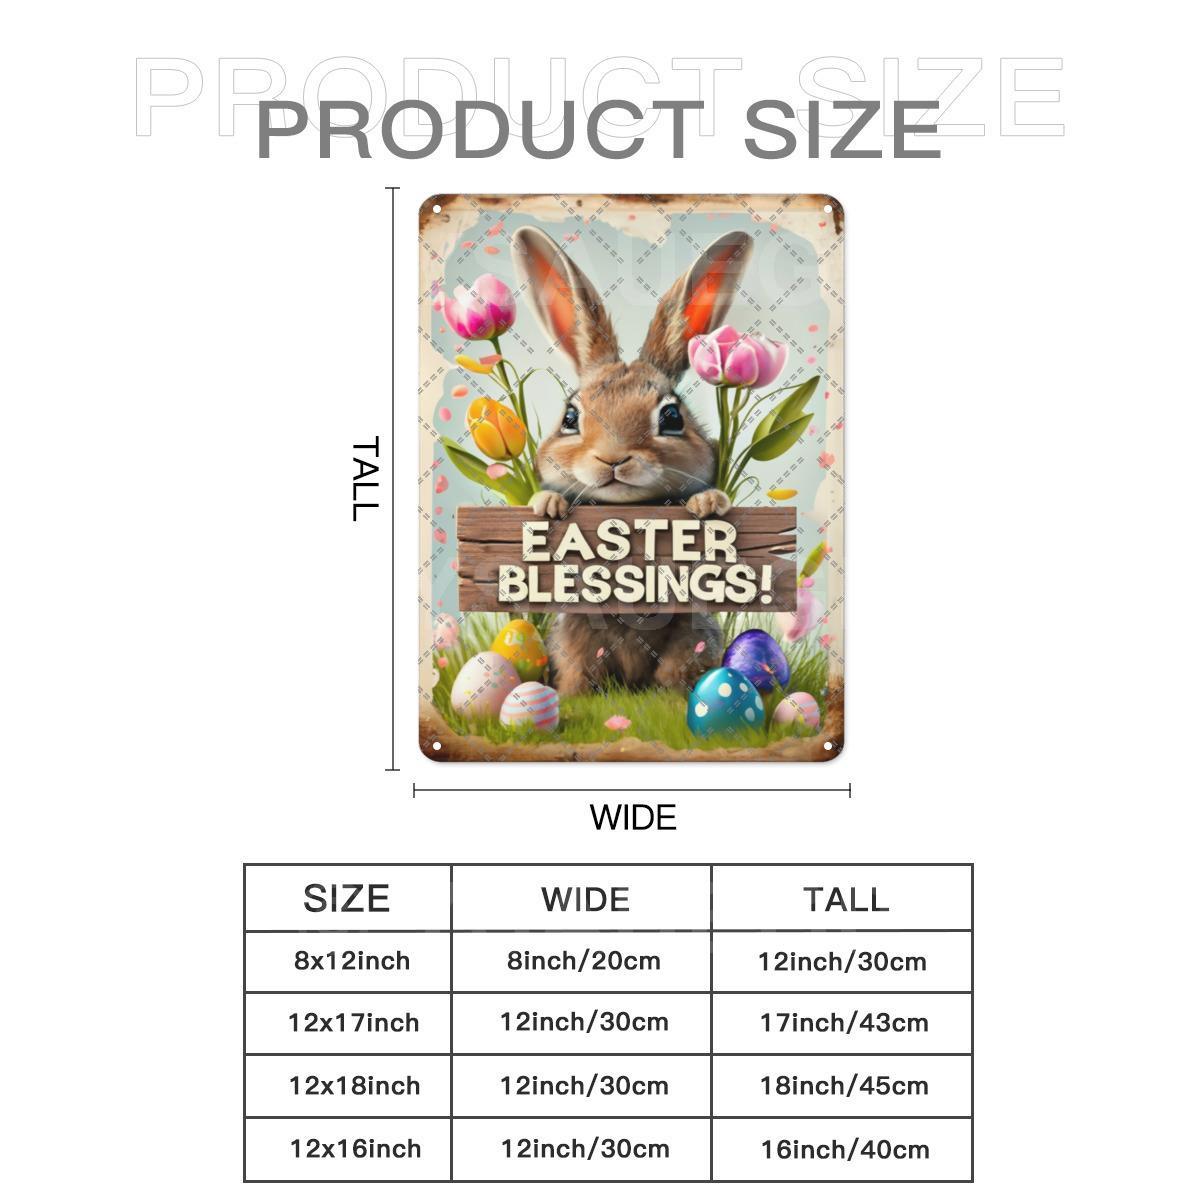 PRODUCT SIZE
PRODUCT SIZE
TALL
EASTER
BLESSINGS!
WIDE
SIZE WIDE TALL
8x12inch 8inch/20cm 12inch/30cm
12x17inch 12inch/30cm 17inch/43cm
12x18inch 12inch/30cm 18inch/45cm
12x16inch 12inch/30cm 16inch/40cm